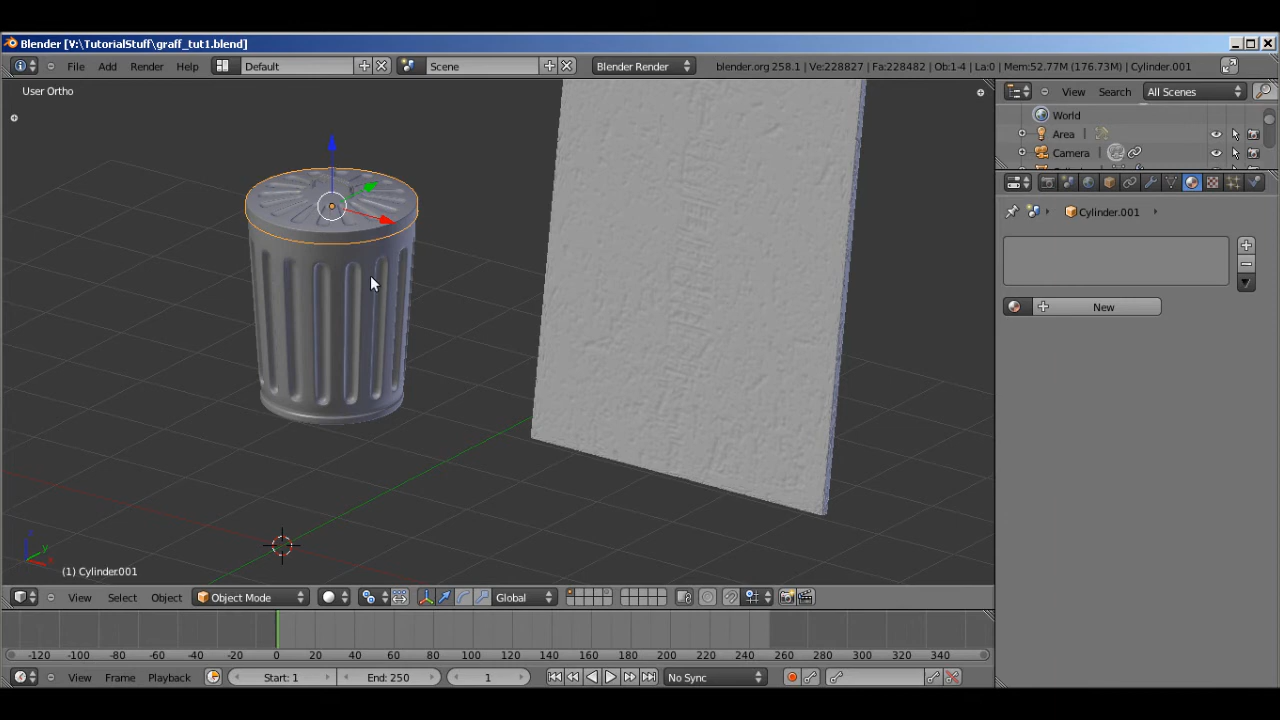 Blender [V:\TutorialStuff\graff_tut1.blend]
File Add Render Help Default Scene Blender Render blender.org 258.1 | Ve:228827 | Fa:228482 | Ob:1-4 | La:0 | Mem:52.77M (176.73M) | Cylinder.001
User Ortho
View Search All Scenes
World
Area
Camera
Cylinder.001
New
z
y
x
(1) Cylinder.001
View Select Object Object Mode Global
-120 -100 -80 -60 -40 -20 0 20 40 60 80 100 120 140 160 180 200 220 240 260 280 300 320 340
View Frame Playback Start: 1 End: 250 1 No Sync